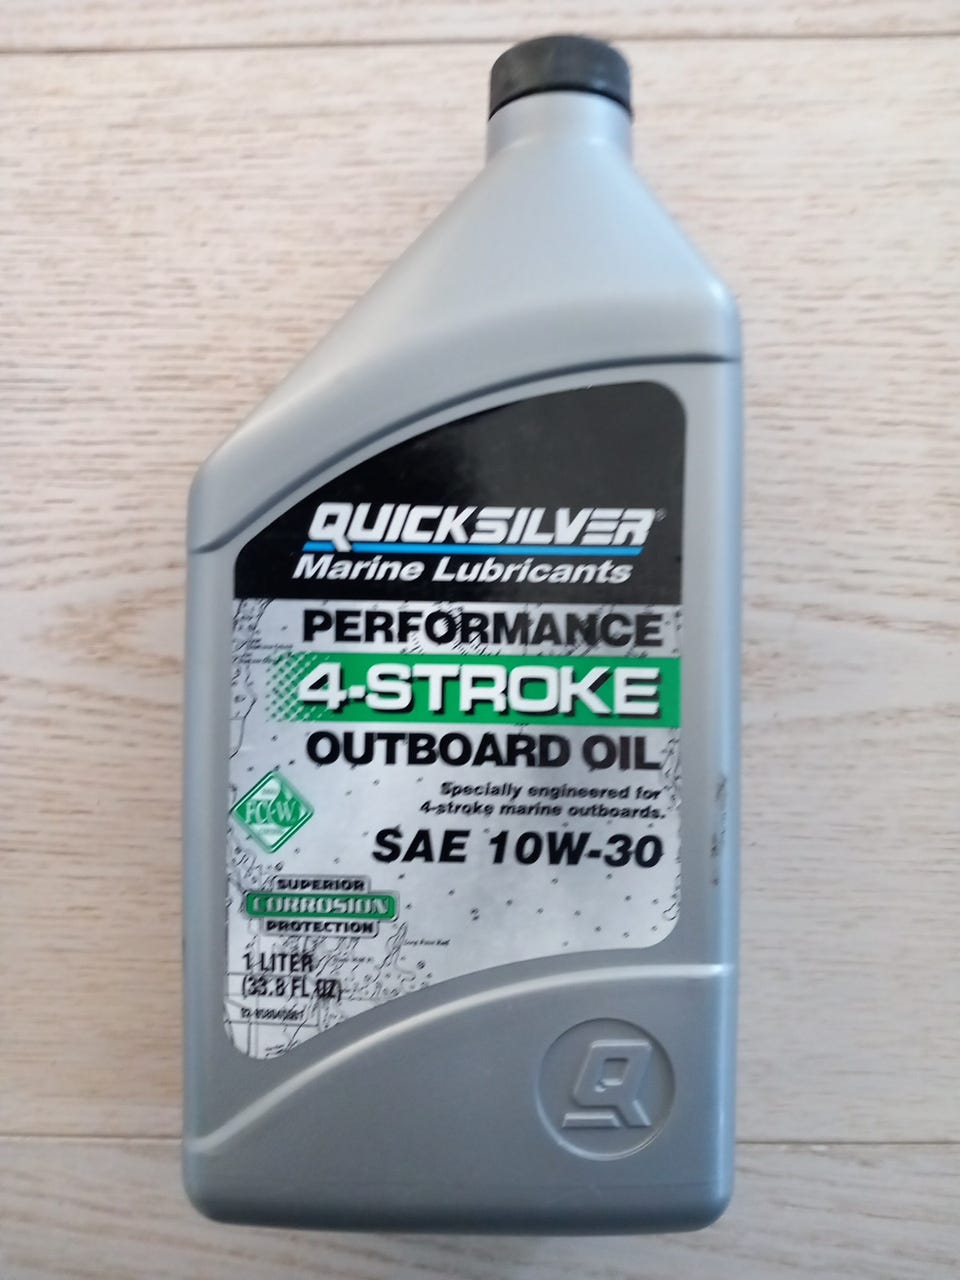 QUICKSILVER®
Marine Lubricants
PERFORMANCE
4-STROKE
OUTBOARD OIL
Specially engineered for
4-stroke marine outboards.
FC-W
SAE 10W-30
SUPERIOR
CORROSION
PROTECTION
1 LITER
(33.8 FL OZ)
Q